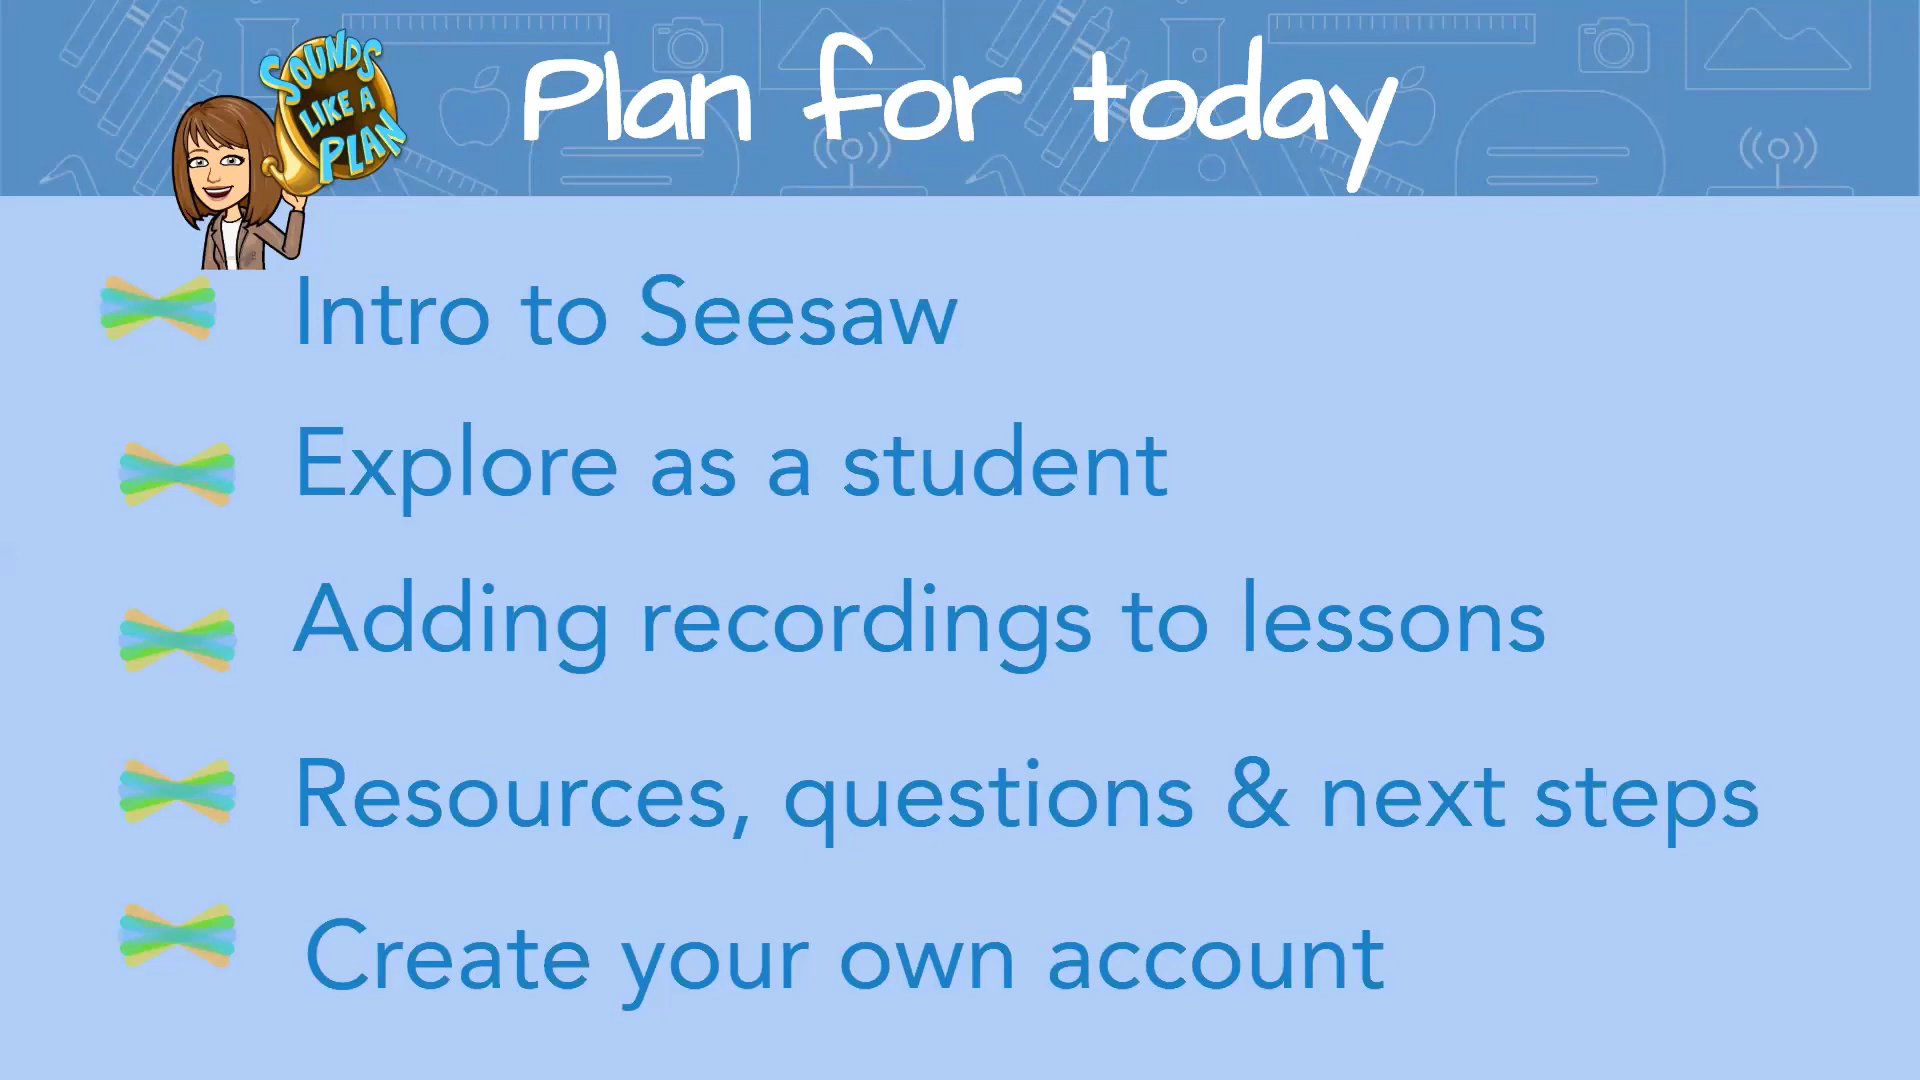 SOUNDS
LIKE A
PLAN
Plan for today
Intro to Seesaw
Explore as a student
Adding recordings to lessons
Resources, questions & next steps
Create your own account